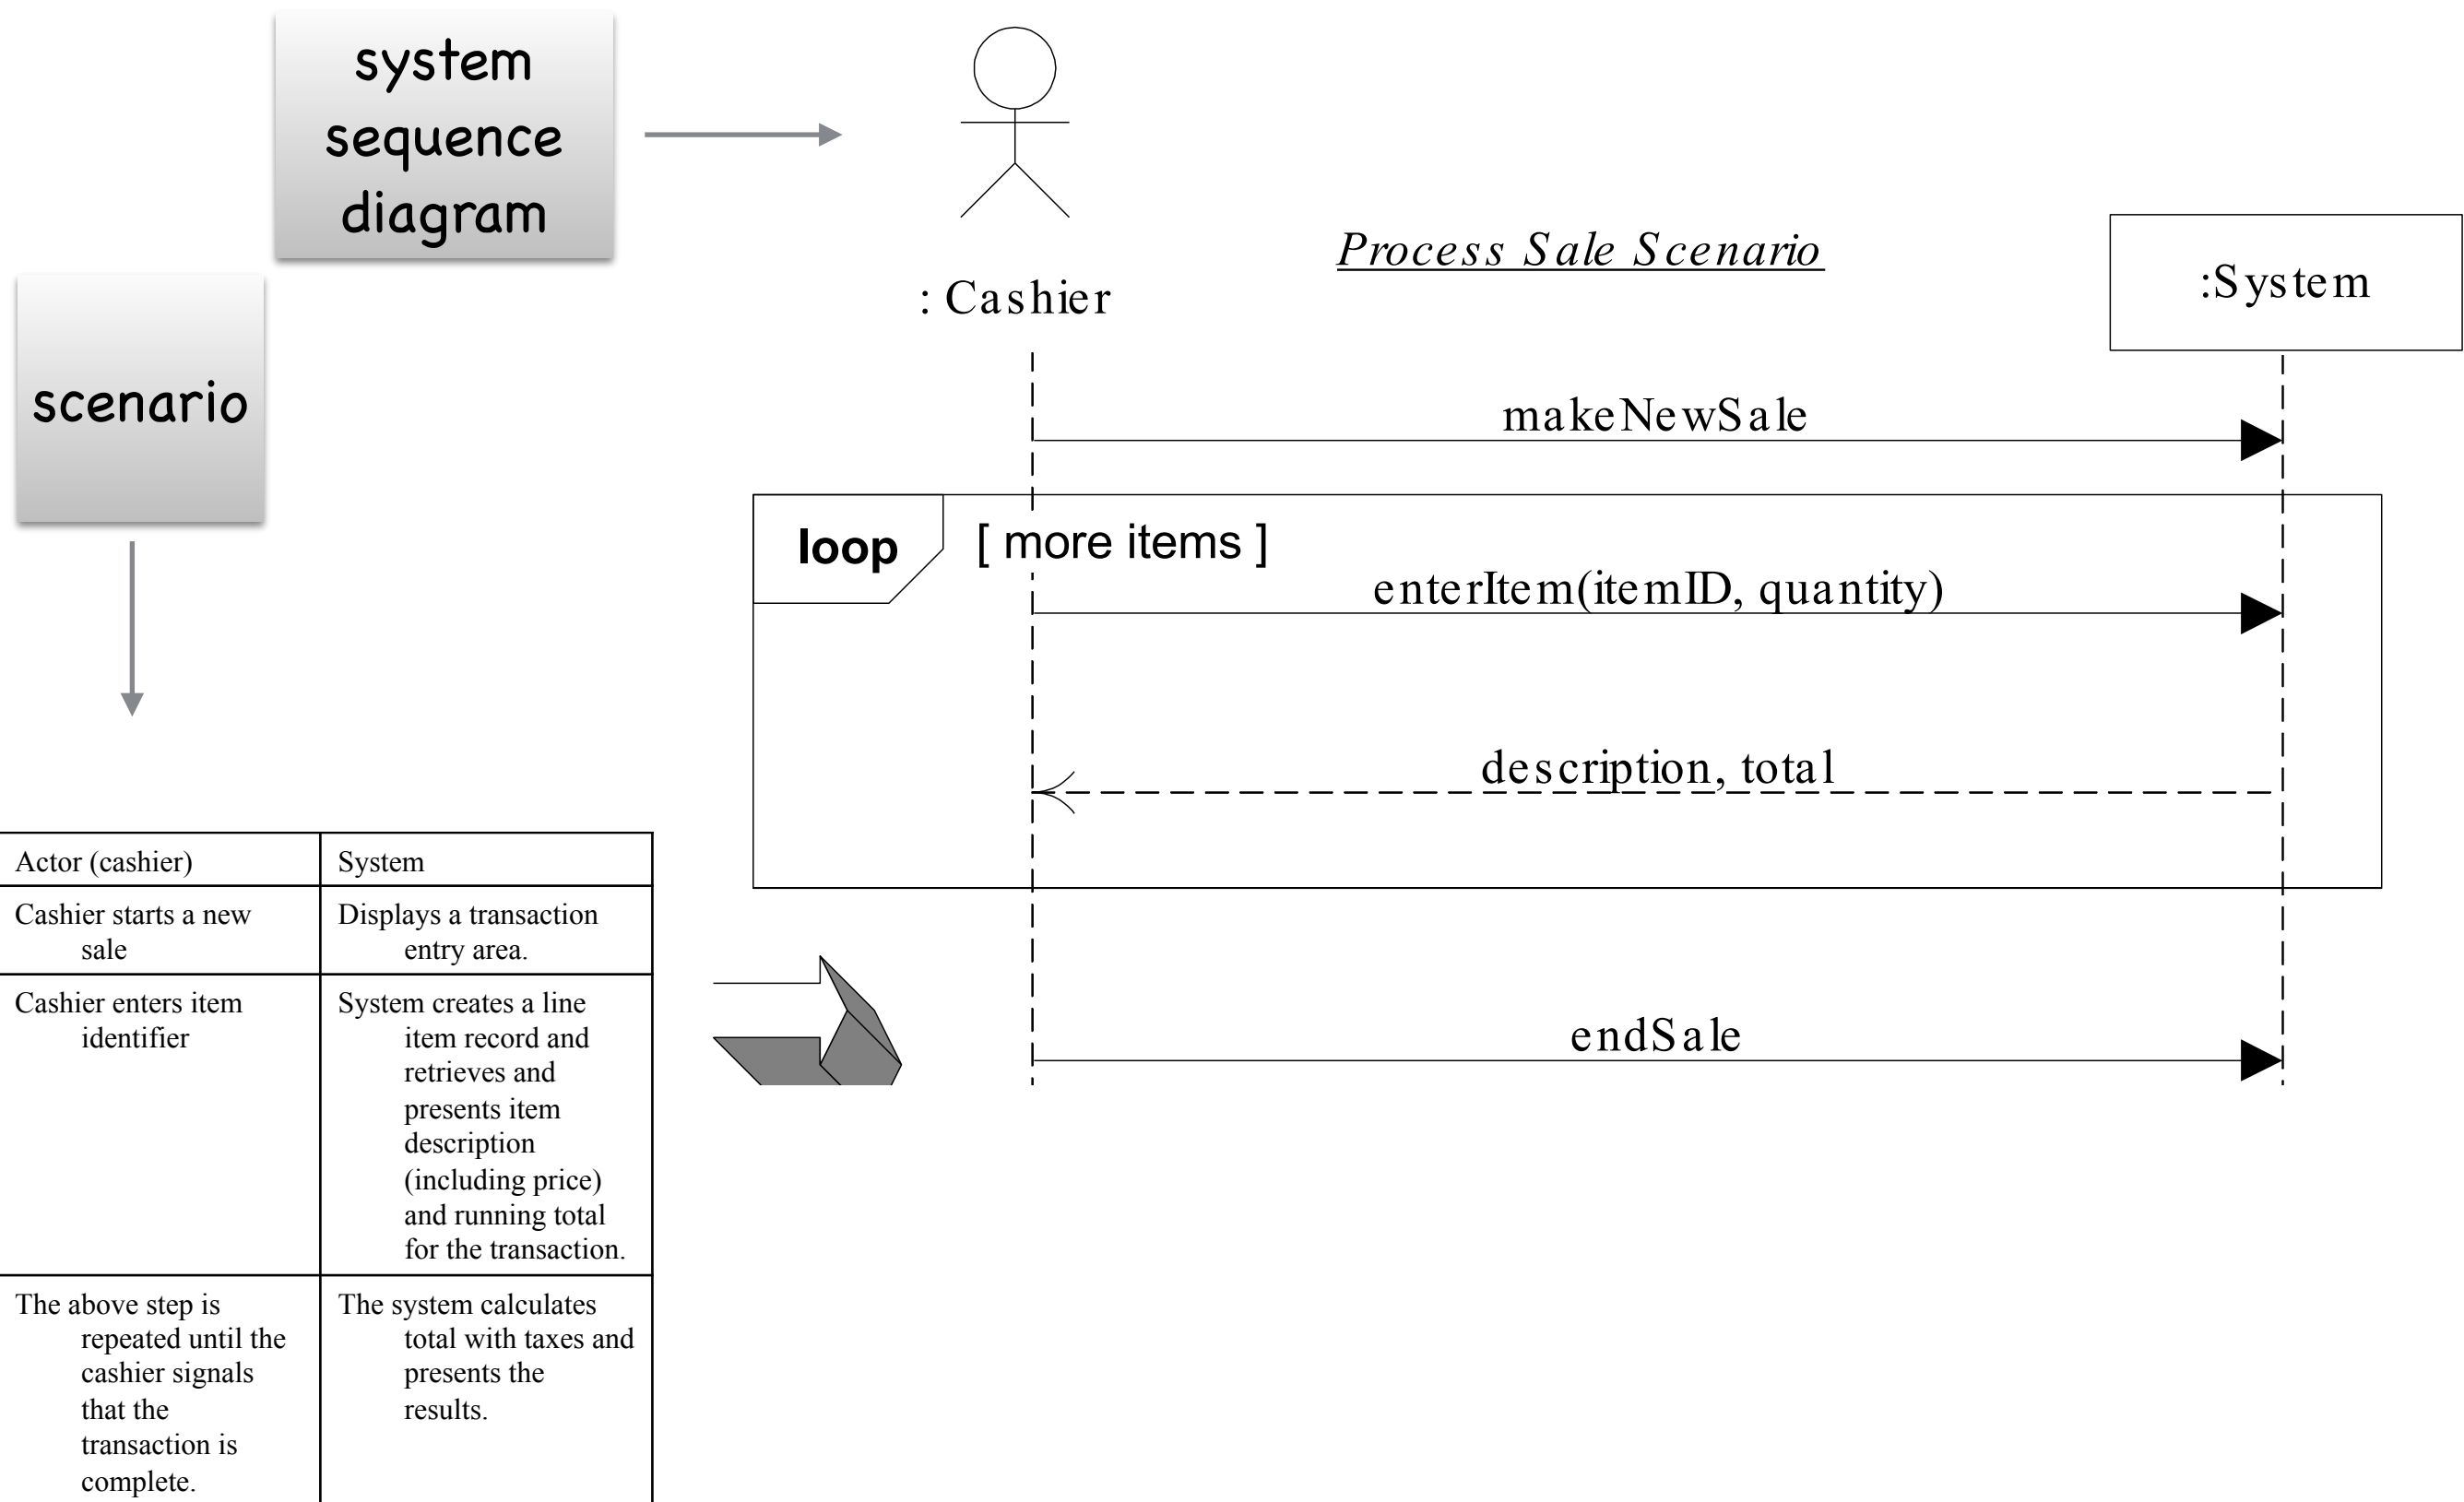 system
sequence
diagram
scenario
Process Sale Scenario
: Cashier
:System
makeNewSale
loop
[ more items ]
enterItem(itemID, quantity)
description, total
endSale
Actor (cashier)
System
Cashier starts a new
sale
Displays a transaction
entry area.
Cashier enters item
identifier
System creates a line
item record and
retrieves and
presents item
description
(including price)
and running total
for the transaction.
The above step is
repeated until the
cashier signals
that the
transaction is
complete.
The system calculates
total with taxes and
presents the
results.